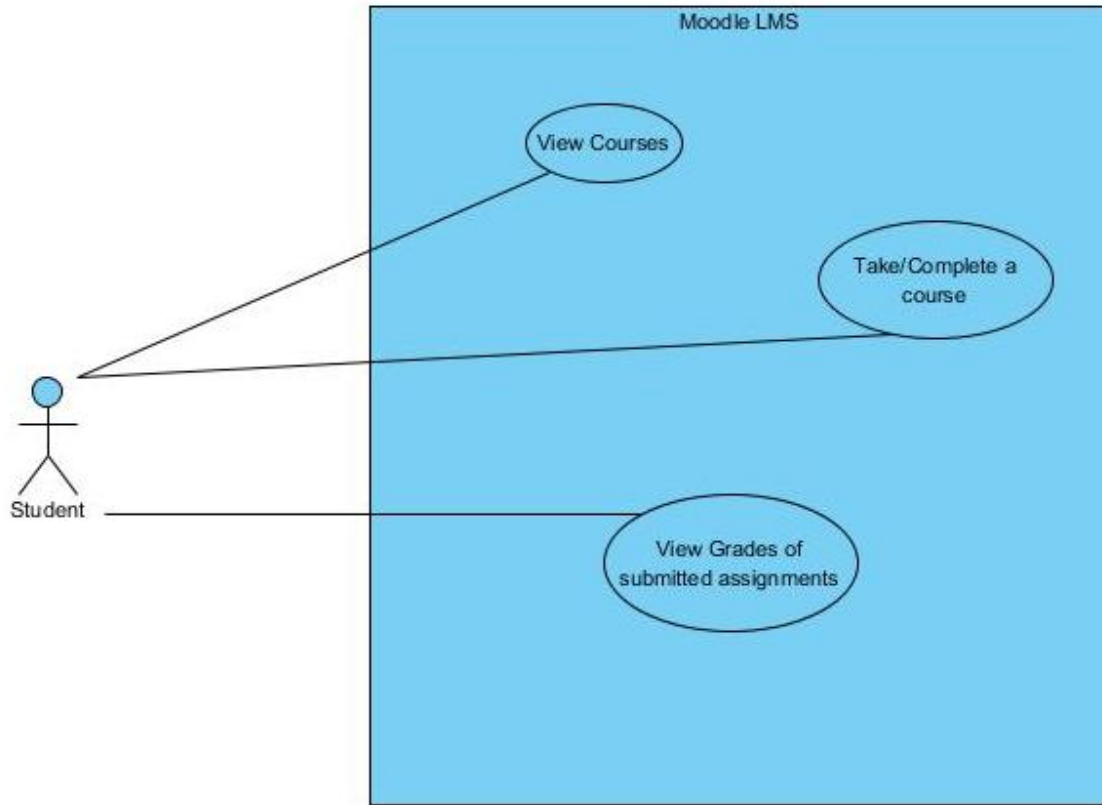 Moodle LMS
View Courses
Take/Complete a
course
Student
View Grades of
submitted assignments